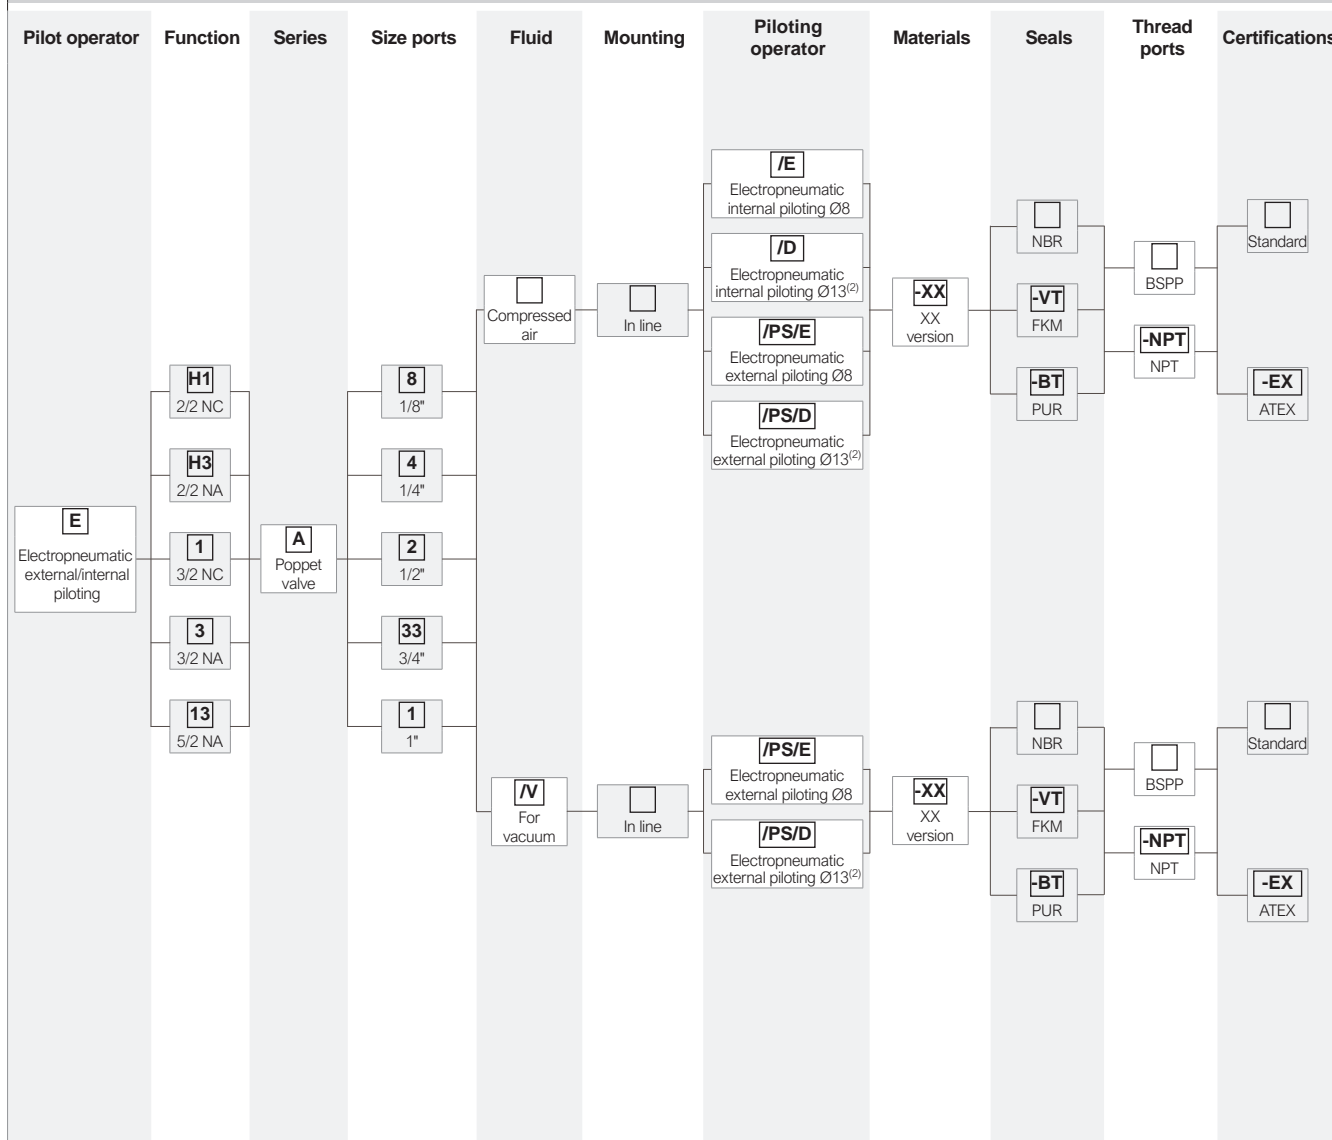 Pilot operator
Function
Series
Size ports
Fluid
Mounting
Piloting
operator
Materials
Seals
Thread
ports
Certifications
E
Electropneumatic
external/internal
piloting
H1
2/2 NC
H3
2/2 NA
1
3/2 NC
3
3/2 NA
13
5/2 NA
A
Poppet
valve
8
1/8"
4
1/4"
2
1/2"
33
3/4"
1
1"
Compressed
air
In line
/E
Electropneumatic
internal piloting Ø8
/D
Electropneumatic
internal piloting Ø13(2)
/PS/E
Electropneumatic
external piloting Ø8
/PS/D
Electropneumatic
external piloting Ø13(2)
-XX
XX
version
NBR
-VT
FKM
-BT
PUR
BSPP
-NPT
NPT
Standard
-EX
ATEX
/V
For
vacuum
In line
/PS/E
Electropneumatic
external piloting Ø8
/PS/D
Electropneumatic
external piloting Ø13(2)
-XX
XX
version
NBR
-VT
FKM
-BT
PUR
BSPP
-NPT
NPT
Standard
-EX
ATEX